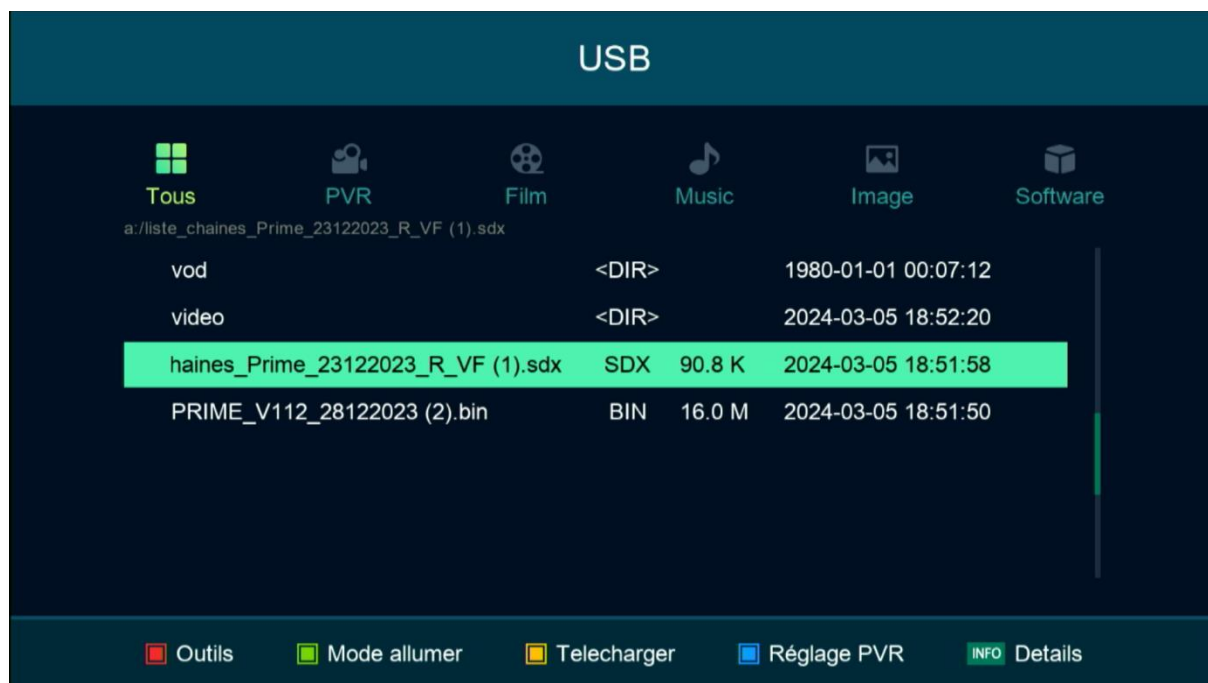 USB
Tous PVR Film Music Image Software
a:/liste_chaines_Prime_23122023_R_VF (1).sdx
vod <DIR> 1980-01-01 00:07:12
video <DIR> 2024-03-05 18:52:20
haines_Prime_23122023_R_VF (1).sdx SDX 90.8 K 2024-03-05 18:51:58
PRIME_V112_28122023 (2).bin BIN 16.0 M 2024-03-05 18:51:50
Outils Mode allumer Telecharger Réglage PVR INFO Details